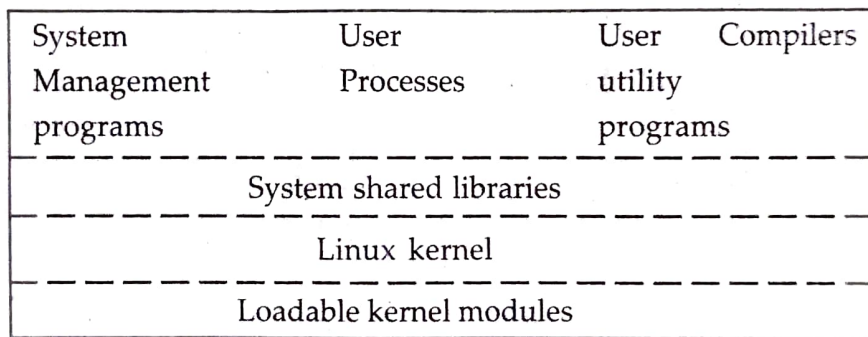 System User User Compilers
Management Processes utility
programs programs
System shared libraries
Linux kernel
Loadable kernel modules